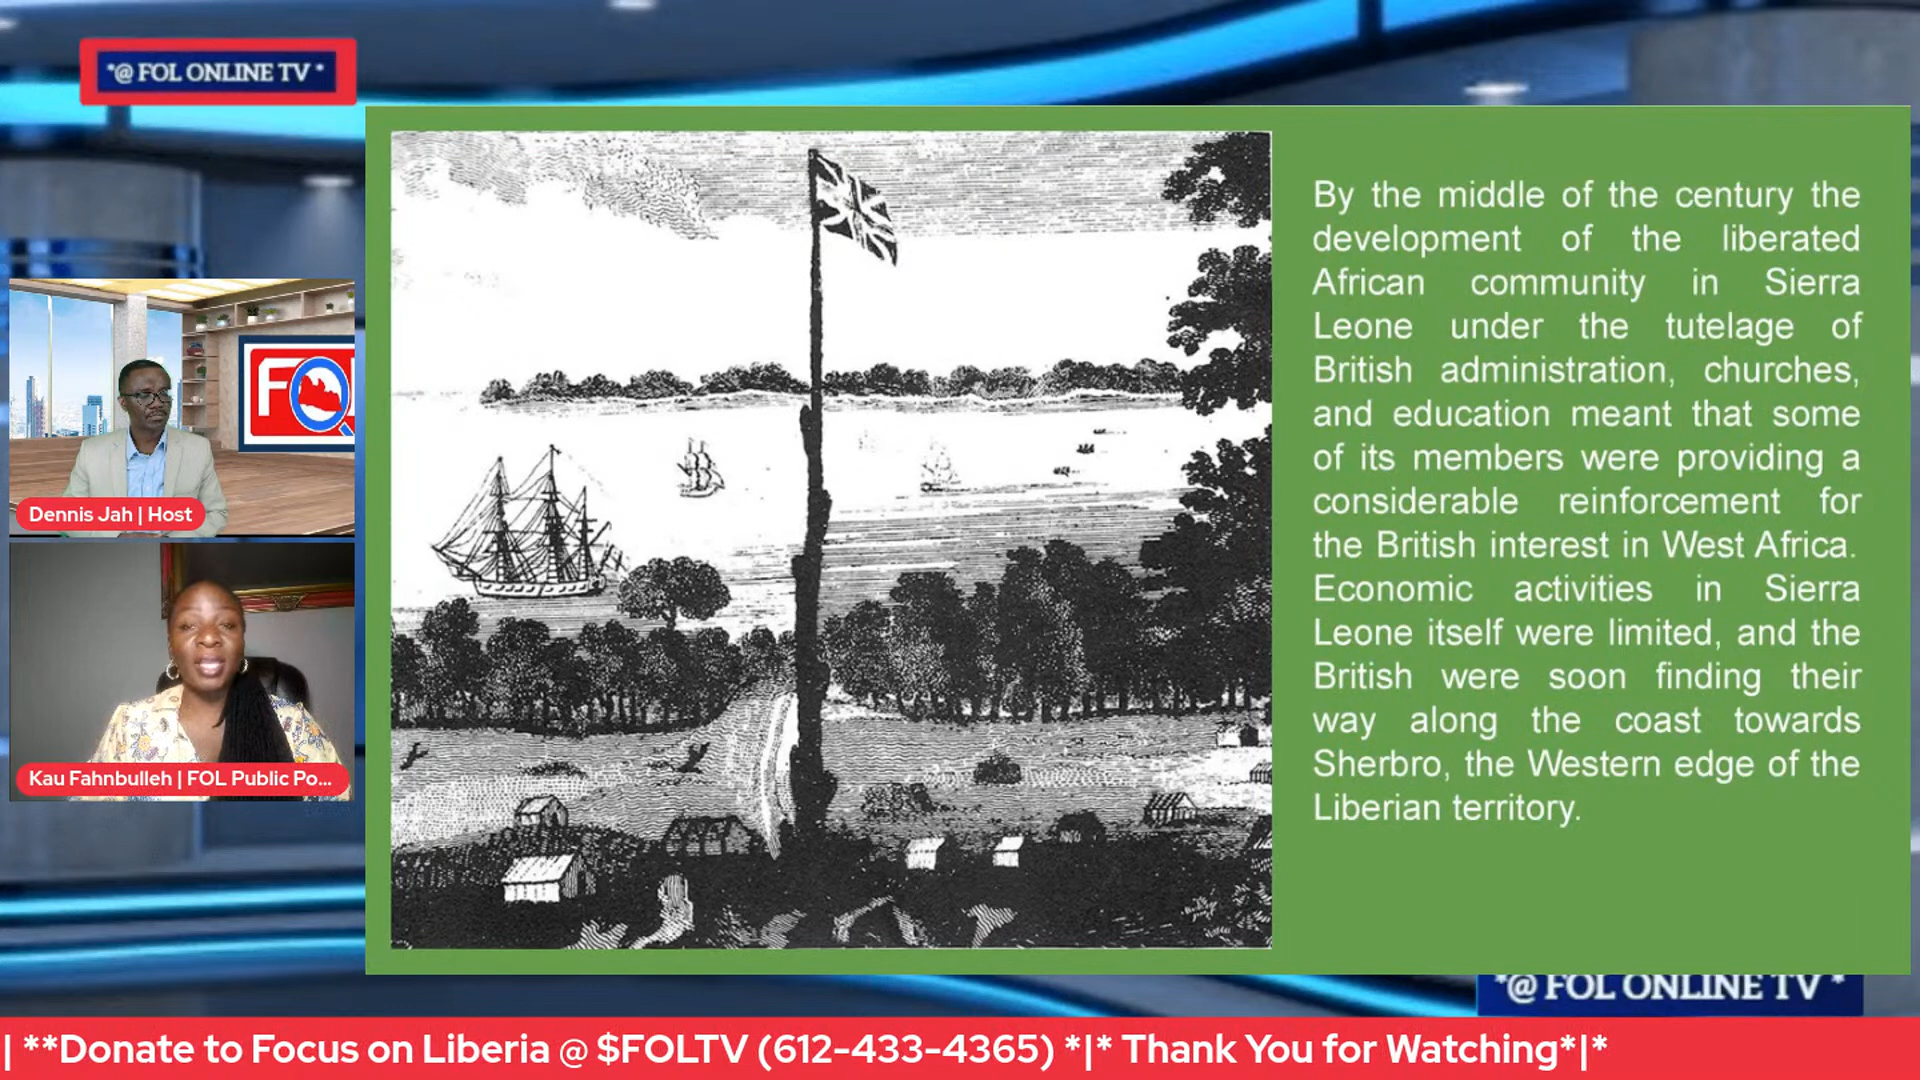 *@ FOL ONLINE TV *
By the middle of the century the
development of the liberated
African community in Sierra
Leone under the tutelage of
British administration, churches,
and education meant that some
of its members were providing a
considerable reinforcement for
the British interest in West Africa.
Economic activities in Sierra
Leone itself were limited, and the
British were soon finding their
way along the coast towards
Sherbro, the Western edge of the
Liberian territory.
FOL
Dennis Jah | Host
Kau Fahnbulleh | FOL Public Po...
*@ FOL ONLINE TV *
| **Donate to Focus on Liberia @ $FOLTV (612-433-4365) *|* Thank You for Watching*|*